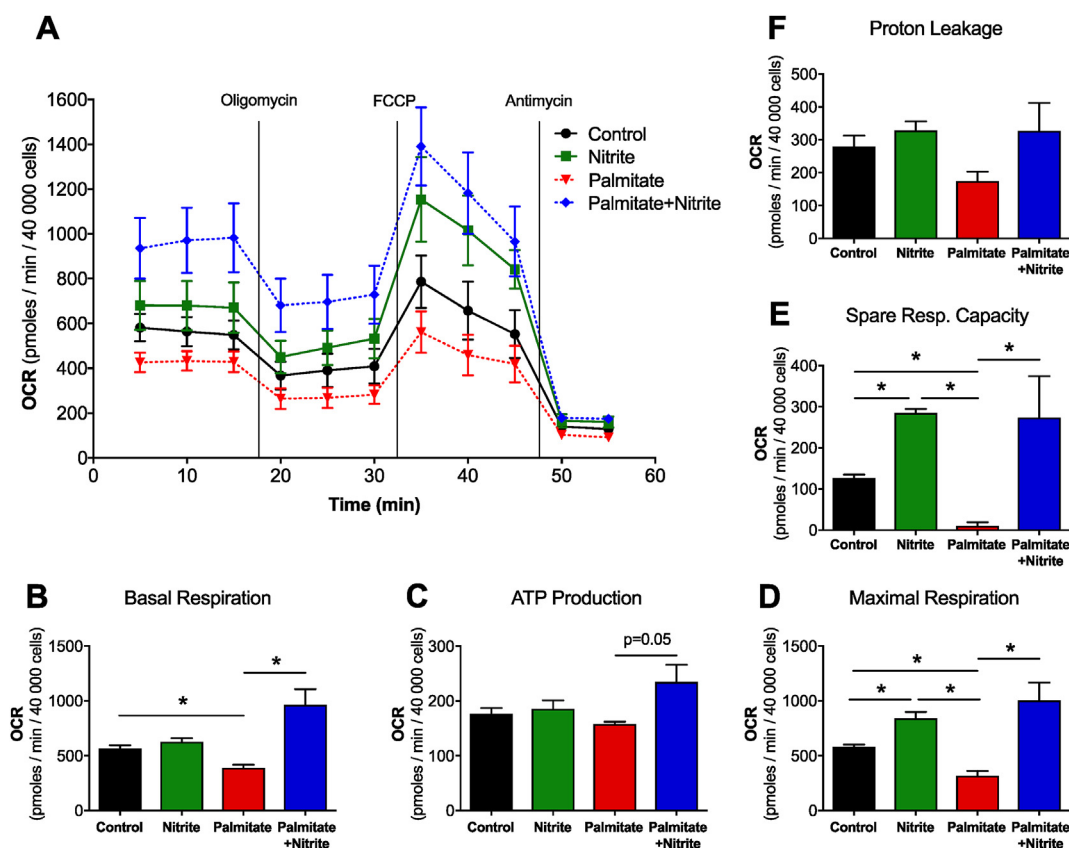 A
OCR (pmoles / min / 40 000 cells)
1600
1400
1200
1000
800
600
400
200
0
0
10
20
30
40
50
60
Time (min)
Oligomycin
FCCP
Antimycin
Control
Nitrite
Palmitate
Palmitate+Nitrite
F
Proton Leakage
OCR
(pmoles / min / 40 000 cells)
500
400
300
200
300
200
100
0
Control
Nitrite
Palmitate
Palmitate
+Nitrite
E
Spare Resp. Capacity
OCR
(pmoles / min / 40 000 cells)
400
300
200
100
0
*
*
*
*
Control
Nitrite
Palmitate
Palmitate
+Nitrite
B
Basal Respiration
OCR
(pmoles / min / 40 000 cells)
1500
1000
500
0
*
*
Control
Nitrite
Palmitate
Palmitate
+Nitrite
C
ATP Production
OCR
(pmoles / min / 40 000 cells)
300
200
100
0
p=0.05
Control
Nitrite
Palmitate
Palmitate
+Nitrite
D
Maximal Respiration
OCR
(pmoles / min / 40 000 cells)
1500
1000
500
0
*
*
*
*
Control
Nitrite
Palmitate
Palmitate
+Nitrite